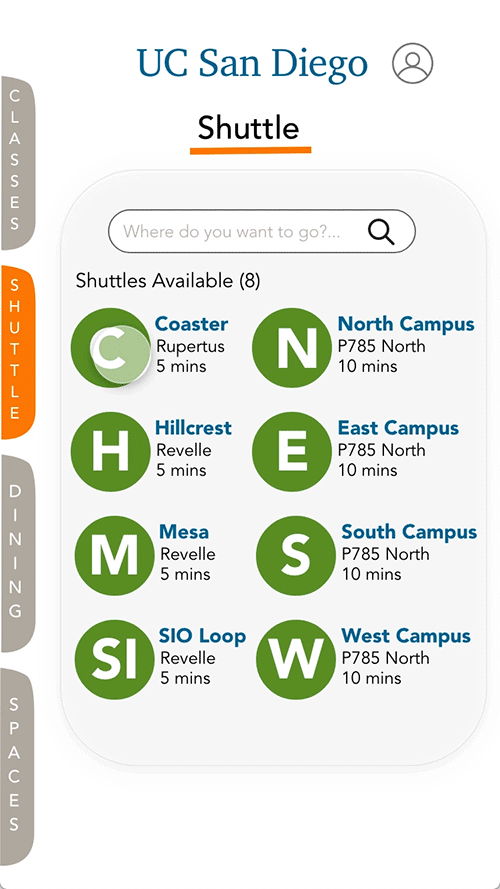 UC San Diego
Shuttle
CLASSES
SHUTTLE
DINING
SPACES
Where do you want to go?...
Shuttles Available (8)
C
Coaster
Rupertus
5 mins
N
North Campus
P785 North
10 mins
H
Hillcrest
Revelle
5 mins
E
East Campus
P785 North
10 mins
M
Mesa
Revelle
5 mins
S
South Campus
P785 North
10 mins
SI
SIO Loop
Revelle
5 mins
W
West Campus
P785 North
10 mins